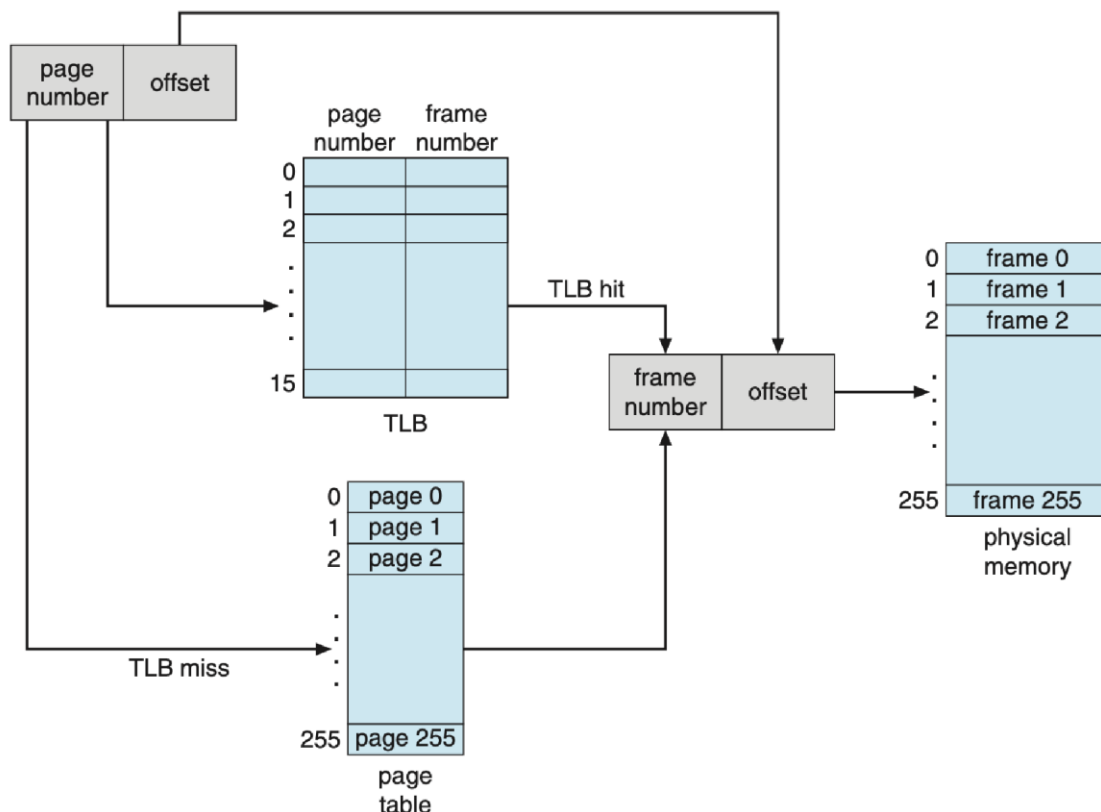 page
number
offset
page
number
frame
number
0
1
2
.
.
.
.
15
TLB
TLB hit
frame
number
offset
0 frame 0
1 frame 1
2 frame 2
.
.
.
.
255 frame 255
physical
memory
TLB miss
0 page 0
1 page 1
2 page 2
.
.
.
.
255 page 255
page
table